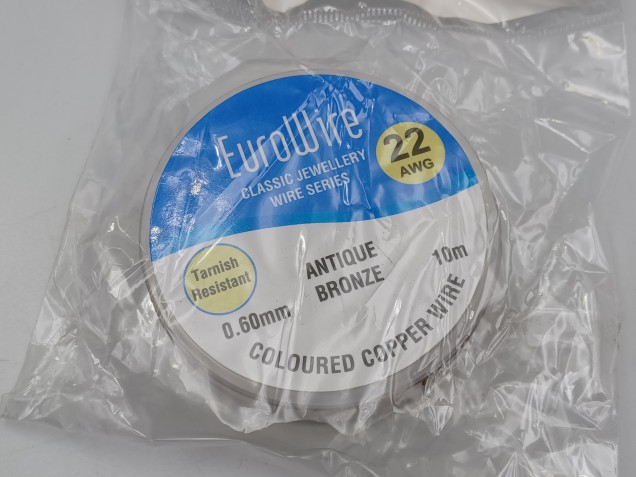 EuroWire
CLASSIC JEWELLERY
WIRE SERIES
22
AWG
Tarnish
Resistant
ANTIQUE
BRONZE
10m
0.60mm
COLOURED COPPER WIRE